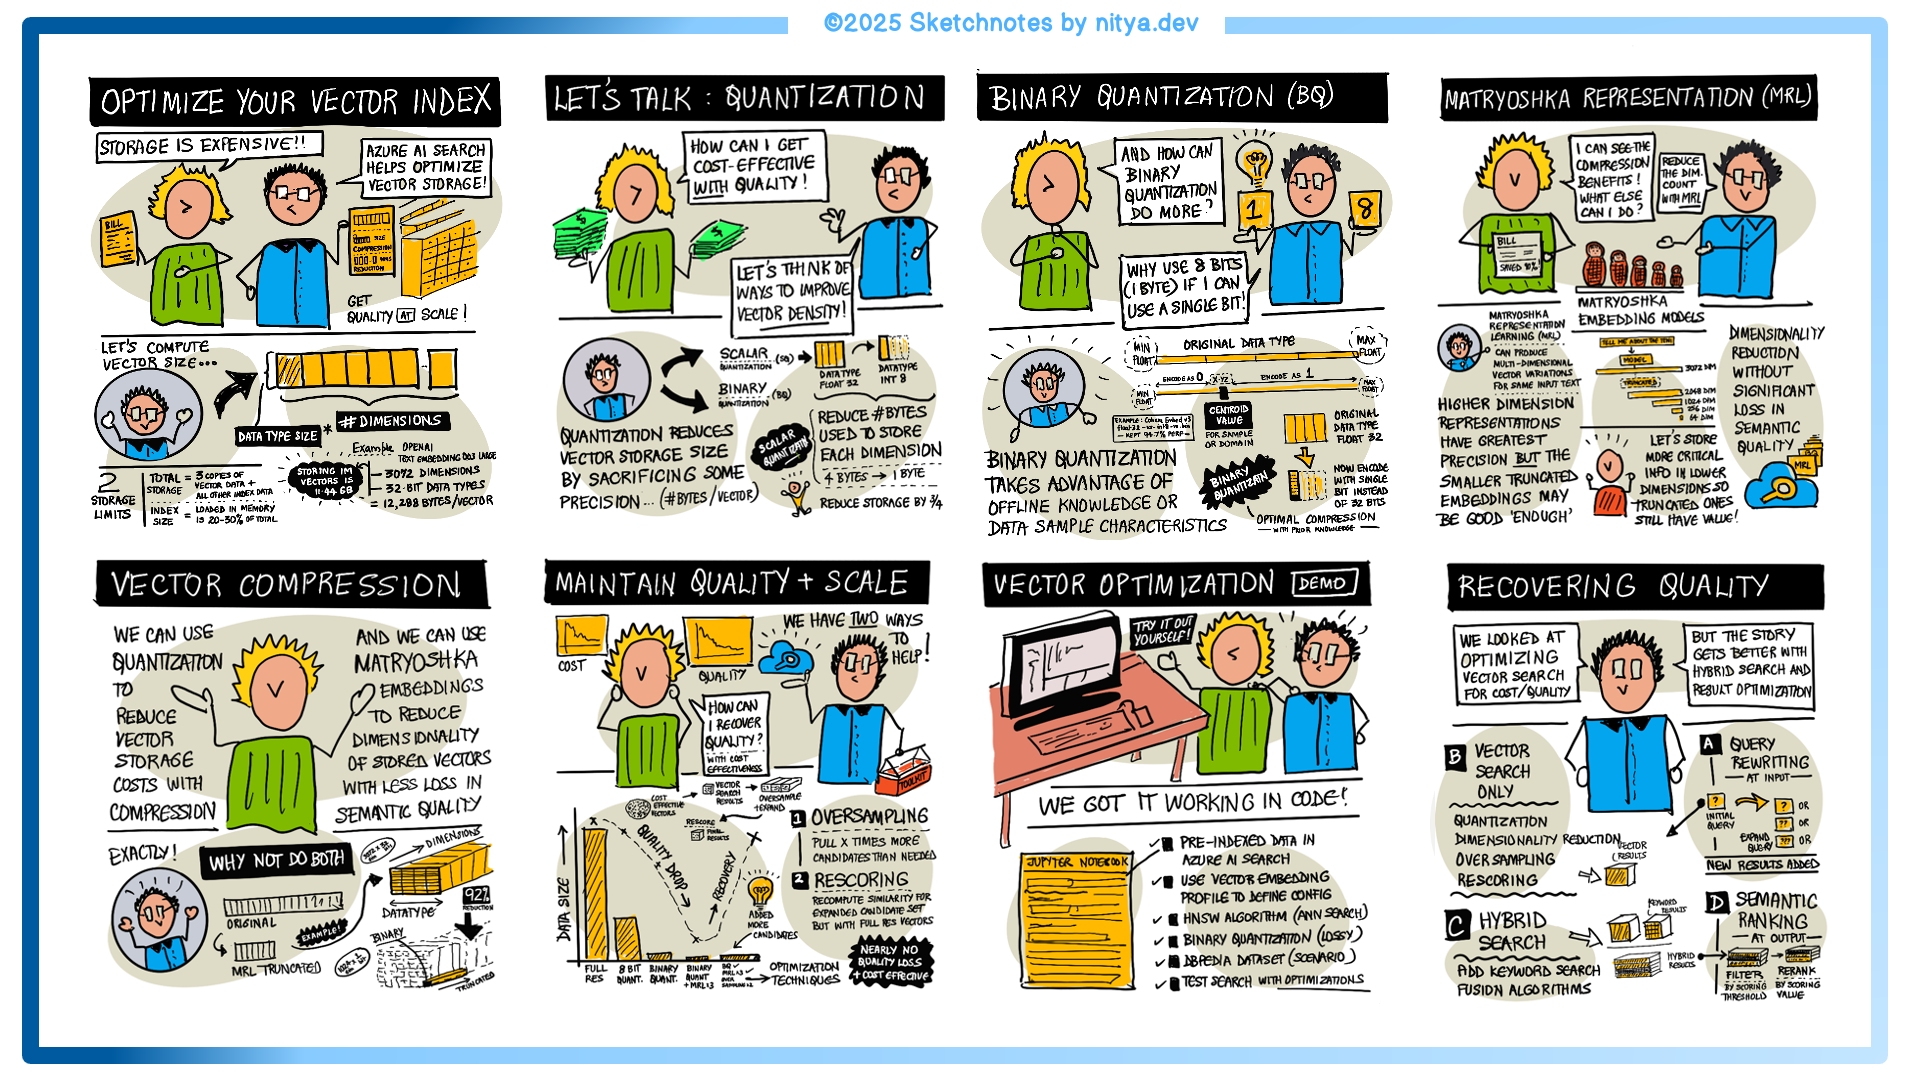 ©2025 Sketchnotes by nitya.dev
OPTIMIZE YOUR VECTOR INDEX
STORAGE IS EXPENSIVE!!
AZURE AI SEARCH
HELPS OPTIMIZE
VECTOR STORAGE!
BILL
SIZE
COMPRESSION
REDUCTION
GET
QUALITY AT SCALE!
LET'S COMPUTE
VECTOR SIZE...
DATA TYPE SIZE * # DIMENSIONS
Example OPENAI
TEXT EMBEDDING
STORING 1M
VECTORS IS
11.44 GB
3072 DIMENSIONS
32-BIT DATA TYPES
= 12,288 BYTES/VECTOR
2
STORAGE
LIMITS
TOTAL STORAGE = 3 COPIES OF
VECTOR DATA +
ALL OTHER INDEX DATA
INDEX SIZE = LOADED IN MEMORY
IS 20-30% OF TOTAL
LET'S TALK : QUANTIZATION
HOW CAN I GET
COST-EFFECTIVE
WITH QUALITY!
LET'S THINK OF
WAYS TO IMPROVE
VECTOR DENSITY!
SCALAR (SQ)
QUANTIZATION
BINARY (BQ)
QUANTIZATION
DATATYPE
FLOAT 32
DATATYPE
INT 8
QUANTIZATION REDUCES
VECTOR STORAGE SIZE
BY SACRIFICING SOME
PRECISION... (#BYTES/VECTOR)
SCALAR
QUANTIZATION
REDUCE #BYTES
USED TO STORE
EACH DIMENSION
4 BYTES → 1 BYTE
REDUCE STORAGE BY 3/4
BINARY QUANTIZATION (BQ)
AND HOW CAN
BINARY
QUANTIZATION
DO MORE?
1
8
WHY USE 8 BITS
(1 BYTE) IF I CAN
USE A SINGLE BIT!
MIN
FLOAT
ORIGINAL DATA TYPE
MAX
FLOAT
ENCODE AS 0
X.YZ
ENCODE AS 1
MIN
FLOAT
MAX
FLOAT
CENTROID
VALUE
FOR SAMPLE
OR DOMAIN
ORIGINAL
DATA TYPE
FLOAT 32
BINARY QUANTIZATION
TAKES ADVANTAGE OF
OFFLINE KNOWLEDGE OR
DATA SAMPLE CHARACTERISTICS
BINARY
QUANTIZATN
NOW ENCODE
WITH SINGLE
BIT INSTEAD
OF 32 BITS
OPTIMAL COMPRESSION
WITH PRIOR KNOWLEDGE
MATRYOSHKA REPRESENTATION (MRL)
I CAN SEE THE
COMPRESSION
BENEFITS!
WHAT ELSE
CAN I DO?
REDUCE
THE DIM.
COUNT
WITH MRL
BILL
SAVED 90%!
MATRYOSHKA
EMBEDDING MODELS
MATRYOSHKA
REPRESENTATION
LEARNING (MRL)
CAN PRODUCE
MULTI-DIMENSIONAL
VECTOR VARIATIONS
FOR SAME INPUT TEXT
TELL ME ABOUT THE ITEM
MODEL
3072 DIM
TRUNCATED
2048 DIM
1024 DIM
256 DIM
64 DIM
DIMENSIONALITY
REDUCTION
WITHOUT
SIGNIFICANT
LOSS IN
SEMANTIC
QUALITY
HIGHER DIMENSION
REPRESENTATIONS
HAVE GREATEST
PRECISION BUT THE
SMALLER TRUNCATED
EMBEDDINGS MAY
BE GOOD 'ENOUGH'
LET'S STORE
MORE CRITICAL
INFO IN LOWER
DIMENSIONS SO
TRUNCATED ONES
STILL HAVE VALUE!
MRL
VECTOR COMPRESSION
WE CAN USE
QUANTIZATION
TO
REDUCE
VECTOR
STORAGE
COSTS WITH
COMPRESSION
AND WE CAN USE
MATRYOSHKA
EMBEDDINGS
TO REDUCE
DIMENSIONALITY
OF STORED VECTORS
WITH LESS LOSS IN
SEMANTIC QUALITY
EXACTLY!
WHY NOT DO BOTH
ORIGINAL
MRL TRUNCATED
EXAMPLE!
DIMENSIONS
DATATYPE
92%
REDUCTION
BINARY
TRUNCATED
MAINTAIN QUALITY + SCALE
COST
QUALITY
WE HAVE TWO WAYS
TO
HELP!
HOW CAN
I RECOVER
QUALITY?
WITH COST
EFFECTIVENESS
TOOLKIT
COST
EFFECTIVE
VECTORS
VECTOR
SEARCH
RESULTS
OVERSAMPLE
+ EXPAND
RESCORE
FINAL
RESULTS
DATA SIZE
QUALITY DROP
RECOVERY
ADDED
MORE
CANDIDATES
FULL
RES
8 BIT
QUANT.
BINARY
QUANT.
BINARY
QUANT
+ MRL
OPTIMIZATION
TECHNIQUES
1 OVERSAMPLING
PULL X TIMES MORE
CANDIDATES THAN NEEDED
2 RESCORING
RECOMPUTE SIMILARITY FOR
EXPANDED CANDIDATE SET
BUT WITH FULL RES VECTORS
NEARLY NO
QUALITY LOSS
+ COST EFFECTIVE
VECTOR OPTIMIZATION DEMO
TRY IT OUT
YOURSELF!
WE GOT IT WORKING IN CODE!
JUPYTER NOTEBOOK
PRE-INDEXED DATA IN
AZURE AI SEARCH
USE VECTOR EMBEDDING
PROFILE TO DEFINE CONFIG
HNSW ALGORITHM (ANN SEARCH)
BINARY QUANTIZATION (LOSSY)
DBPEDIA DATASET (SCENARIO)
TEST SEARCH WITH OPTIMIZATIONS
RECOVERING QUALITY
WE LOOKED AT
OPTIMIZING
VECTOR SEARCH
FOR COST/QUALITY
BUT THE STORY
GETS BETTER WITH
HYBRID SEARCH AND
RESULT OPTIMIZATION
B VECTOR
SEARCH
ONLY
QUANTIZATION
DIMENSIONALITY REDUCTION
OVERSAMPLING
RESCORING
VECTOR
RESULTS
A QUERY
REWRITING
AT INPUT
?
INITIAL
QUERY
? OR
?? OR
EXPAND
QUERY
??? OR
NEW RESULTS ADDED
C HYBRID
SEARCH
ADD KEYWORD SEARCH
FUSION ALGORITHMS
KEYWORD
RESULTS
HYBRID
RESULTS
D SEMANTIC
RANKING
AT OUTPUT
FILTER
BY SCORING
THRESHOLD
RERANK
BY SCORING
VALUE